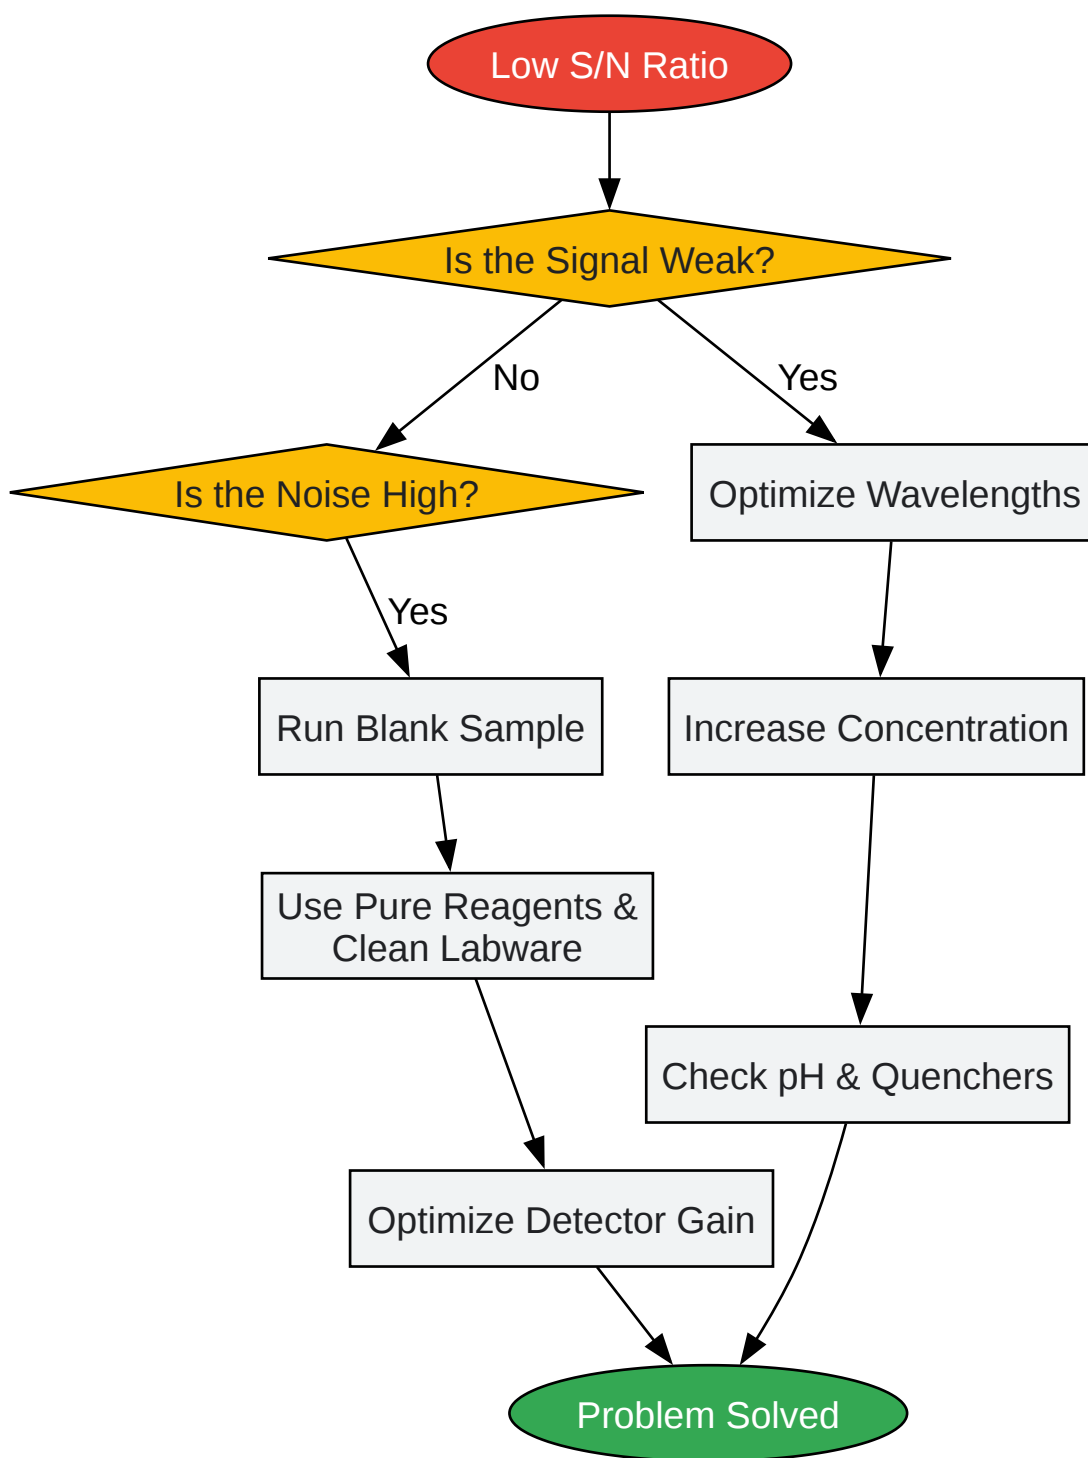 Low S/N Ratio
Is the Signal Weak?
No
Yes
Is the Noise High?
Optimize Wavelengths
Yes
Run Blank Sample
Increase Concentration
Use Pure Reagents &
Clean Labware
Check pH & Quenchers
Optimize Detector Gain
Problem Solved